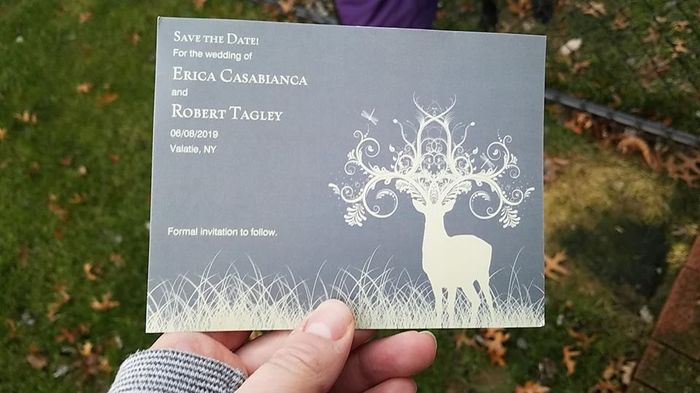 SAVE THE DATE!
For the wedding of
ERICA CASABIANCA
and
ROBERT TAGLEY
06/08/2019
Valatie, NY
Formal invitation to follow.